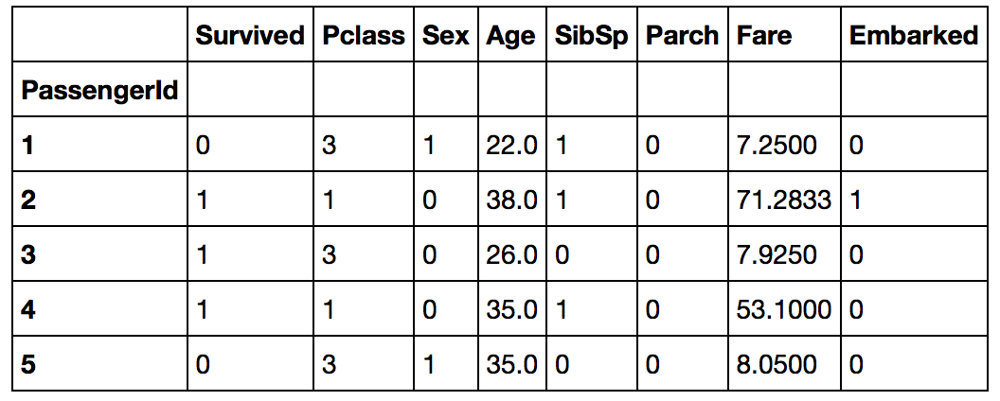 Survived Pclass Sex Age SibSp Parch Fare Embarked
PassengerId
1 0 3 1 22.0 1 0 7.2500 0
2 1 1 0 38.0 1 0 71.2833 1
3 1 3 0 26.0 0 0 7.9250 0
4 1 1 0 35.0 1 0 53.1000 0
5 0 3 1 35.0 0 0 8.0500 0